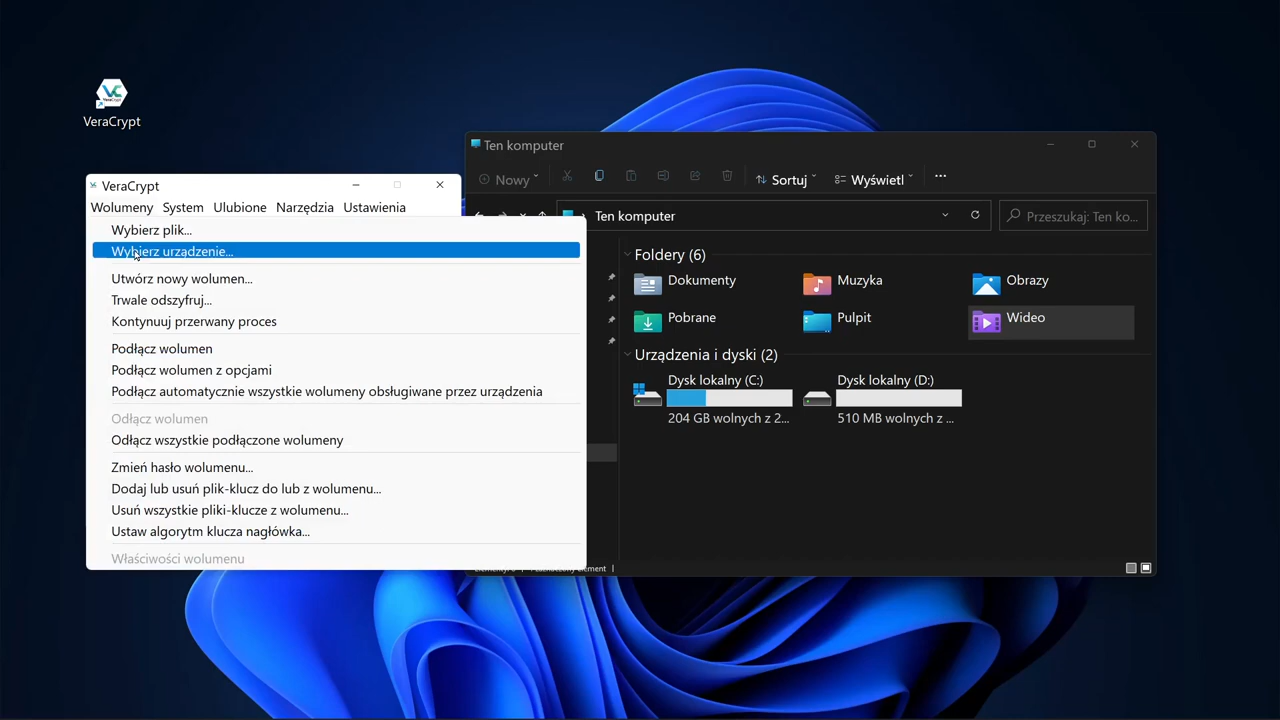 VeraCrypt
VeraCrypt
Wolumeny System Ulubione Narzędzia Ustawienia
Wybierz plik...
Wybierz urządzenie...
Utwórz nowy wolumen...
Trwale odszyfruj...
Kontynuuj przerwany proces
Podłącz wolumen
Podłącz wolumen z opcjami
Podłącz automatycznie wszystkie wolumeny obsługiwane przez urządzenia
Odłącz wolumen
Odłącz wszystkie podłączone wolumeny
Zmień hasło wolumenu...
Dodaj lub usuń plik-klucz do lub z wolumenu...
Usuń wszystkie pliki-klucze z wolumenu...
Ustaw algorytm klucza nagłówka...
Właściwości wolumenu
Ten komputer
Nowy Sortuj Wyświetl ...
Ten komputer
Przeszukaj: Ten ko...
Foldery (6)
Dokumenty Muzyka Obrazy
Pobrane Pulpit Wideo
Urządzenia i dyski (2)
Dysk lokalny (C:) Dysk lokalny (D:)
204 GB wolnych z 2... 510 MB wolnych z ...